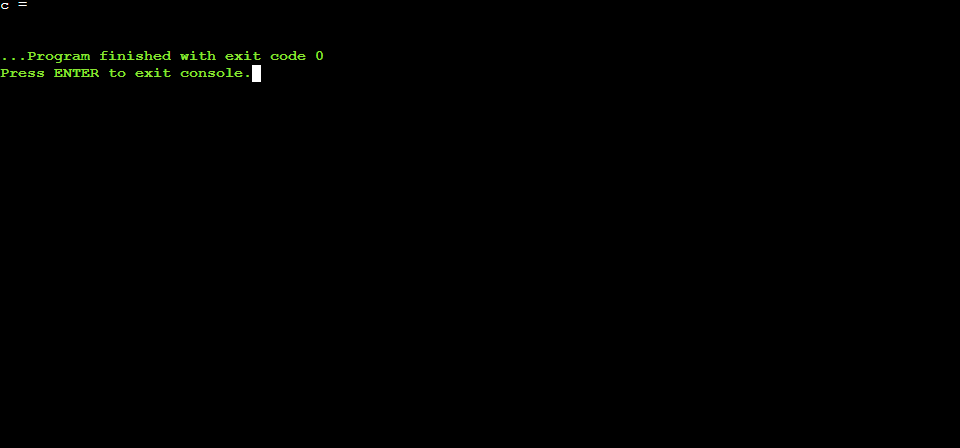 c =
...Program finished with exit code 0
Press ENTER to exit console.